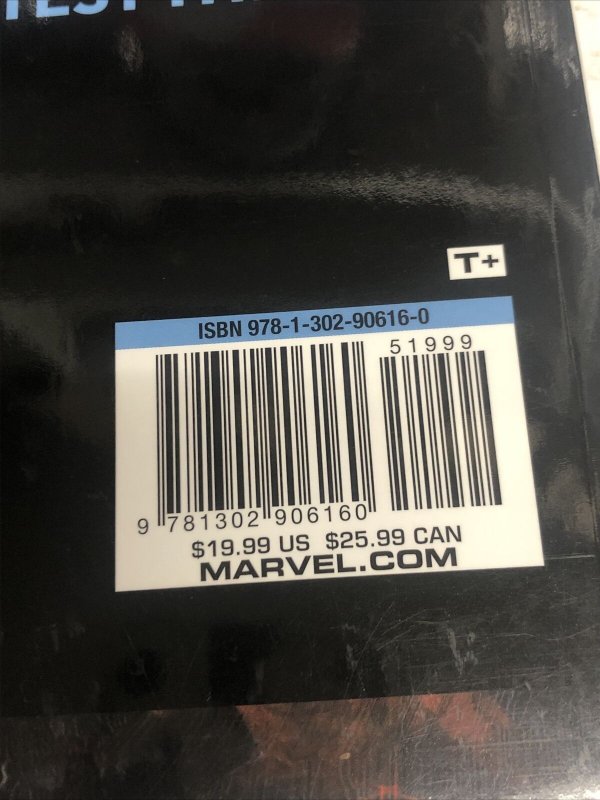 T+
ISBN 978-1-302-90616-0
51999
9 781302 906160
$19.99 US $25.99 CAN
MARVEL.COM